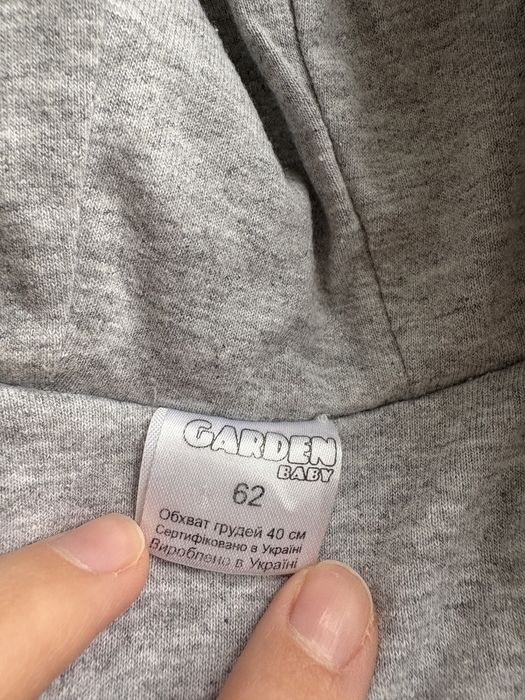 GARDEN
BABY
62
Обхват грудей 40 см
Сертифіковано в Україні
Вироблено в Україні